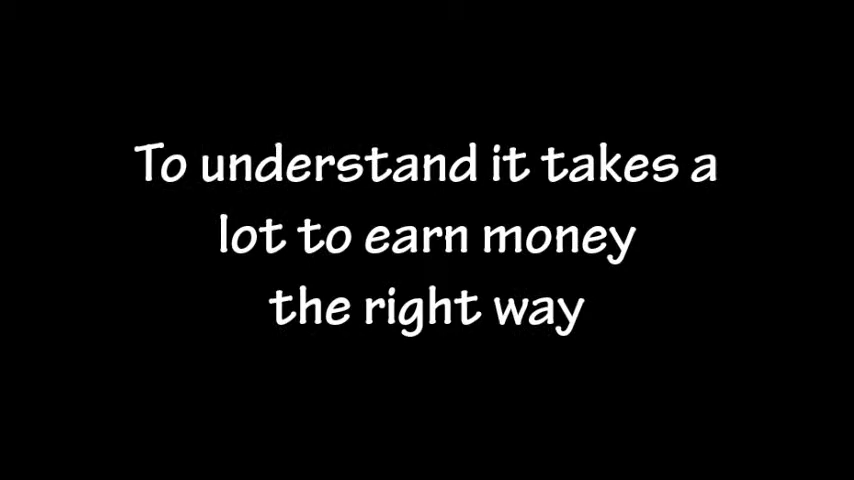 To understand it takes a
lot to earn money
the right way